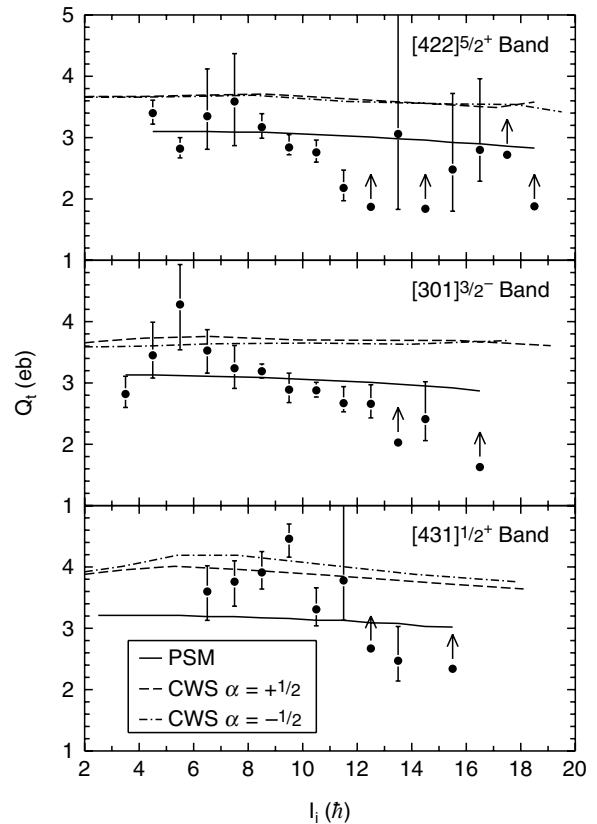 5
[422]5/2+ Band
4
3
2
1
[301]3/2− Band
4
Qt (eb)
3
2
1
[431]1/2+ Band
4
3
PSM
2
CWS α = +1/2
CWS α = −1/2
1
2 4 6 8 10 12 14 16 18 20
Ii (ℏ)